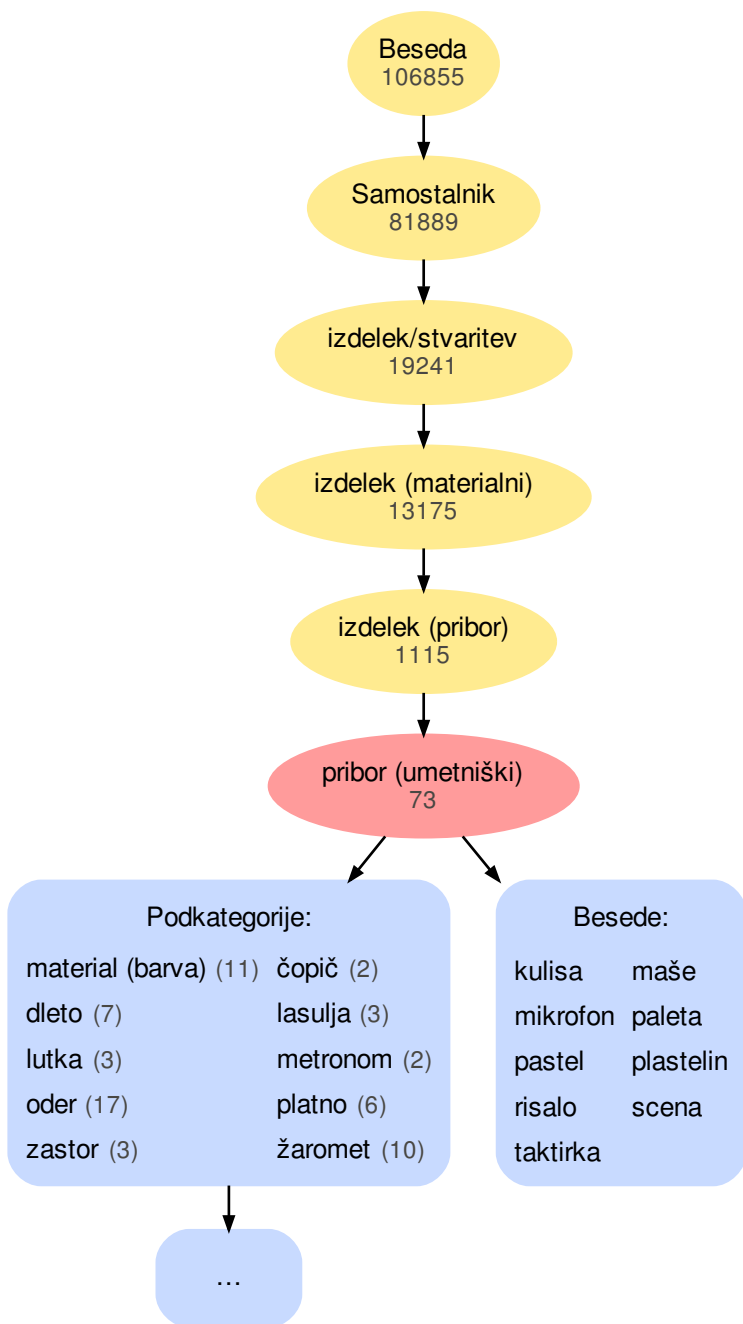 Beseda
106855
Samostalnik
81889
izdelek/stvaritev
19241
izdelek (materialni)
13175
izdelek (pribor)
1115
pribor (umetniški)
73
Podkategorije:
material (barva) (11) čopič (2)
dleto (7) lasulja (3)
lutka (3) metronom (2)
oder (17) platno (6)
zastor (3) žaromet (10)
Besede:
kulisa maše
mikrofon paleta
pastel plastelin
risalo scena
taktirka
...